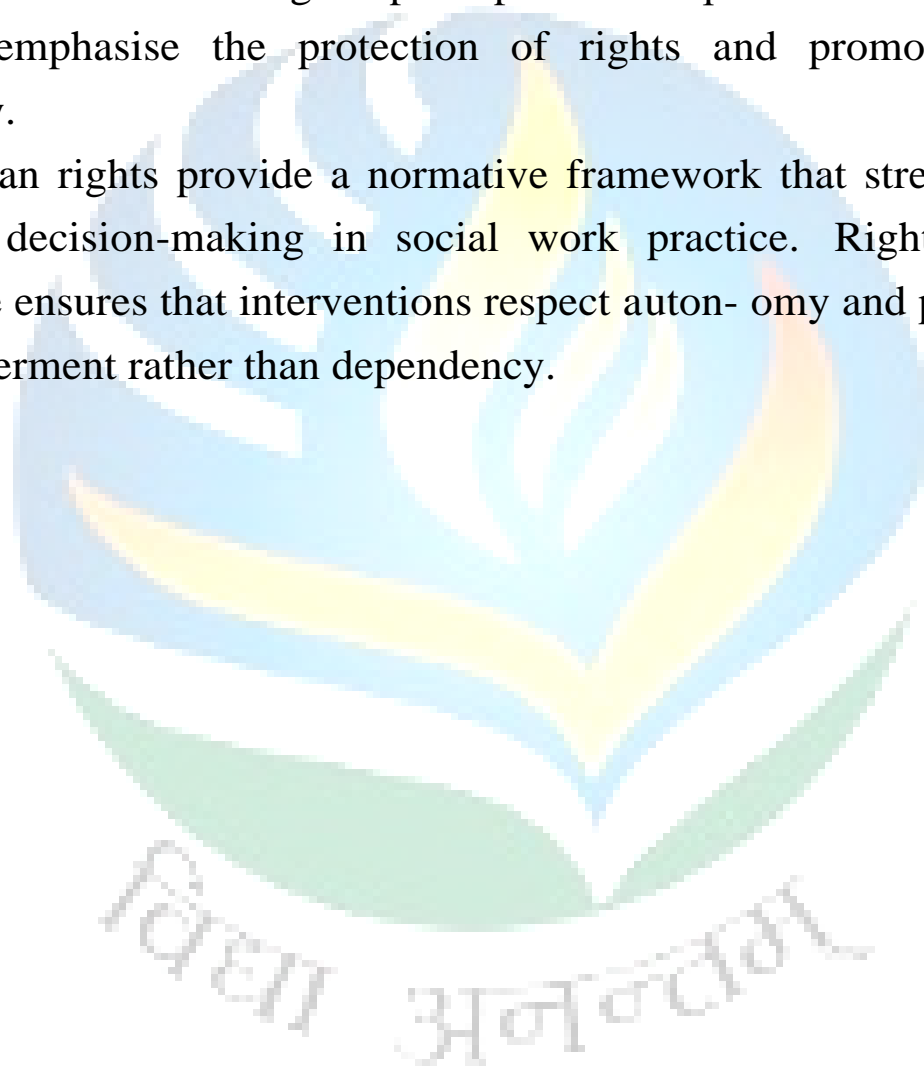 emphasise the protection of rights and promo
y.
an rights provide a normative framework that stre
decision-making in social work practice. Right
e ensures that interventions respect auton- omy and p
erment rather than dependency.
विद्या अनन्तम्